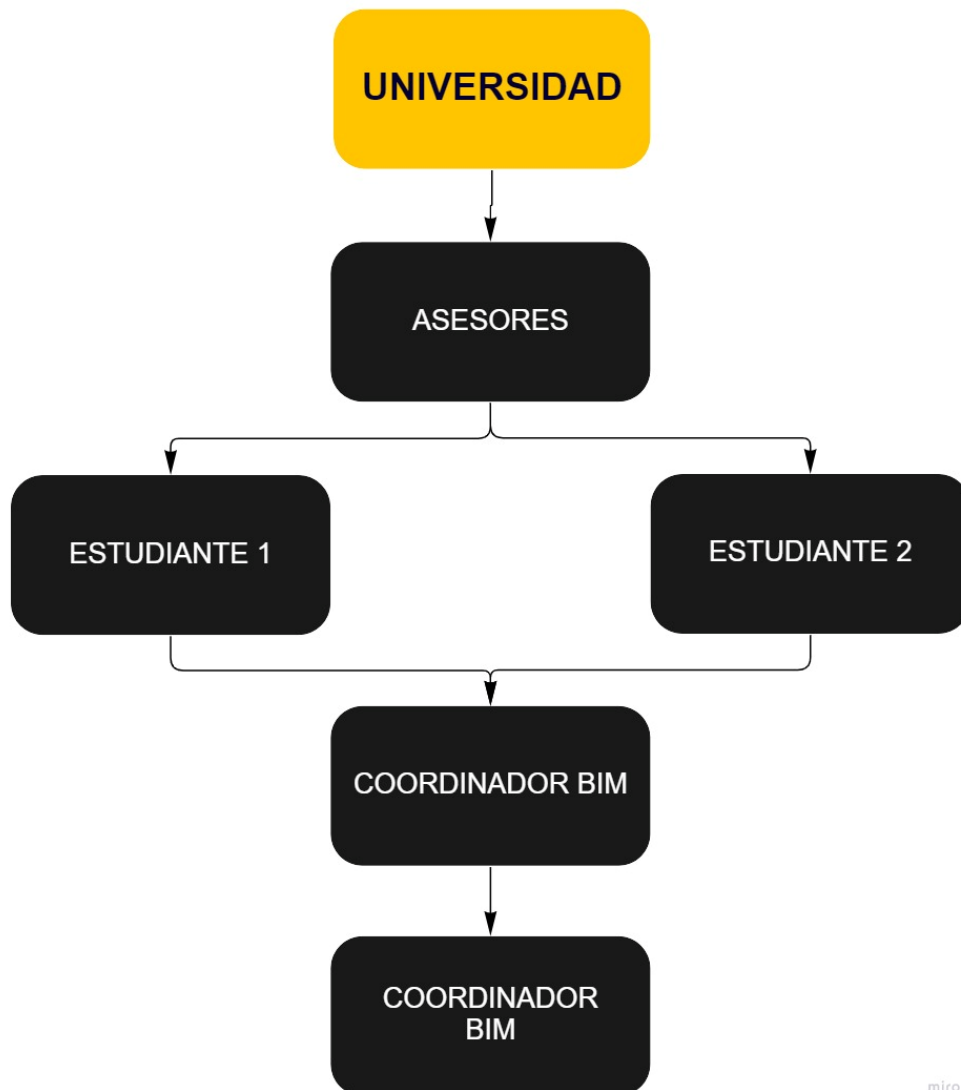 UNIVERSIDAD
ASESORES
ESTUDIANTE 1
ESTUDIANTE 2
COORDINADOR BIM
COORDINADOR
BIM
miro